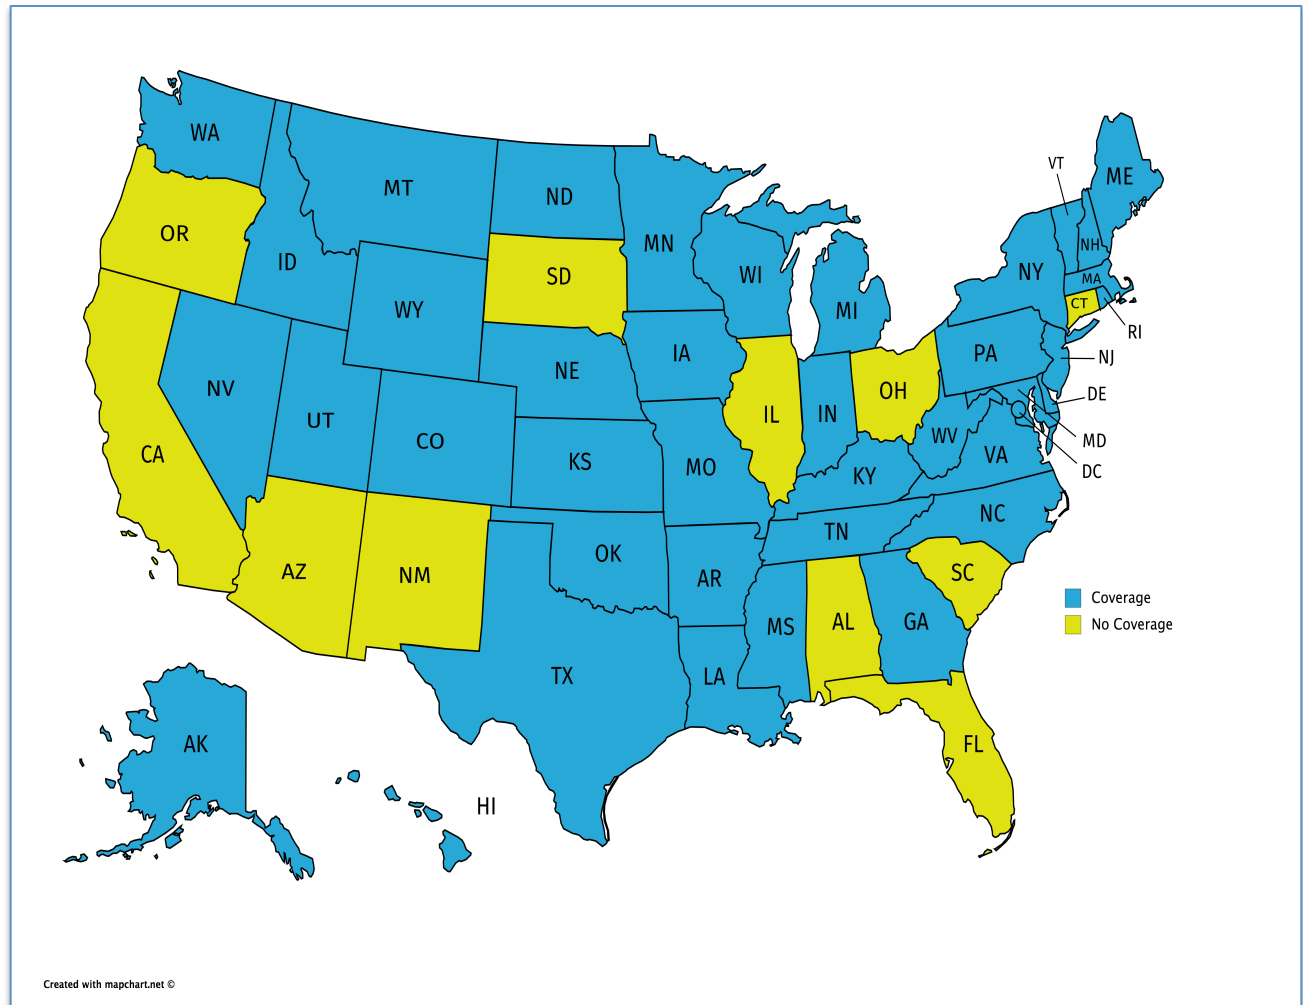 WA
MT
ND
MN
OR
ID
SD
WI
MI
VT
ME
NH
NY
MA
CT
RI
WY
NV
UT
CO
NE
IA
IL
IN
OH
PA
NJ
DE
MD
DC
CA
KS
MO
KY
WV
VA
AZ
NM
OK
AR
TN
NC
SC
TX
LA
MS
AL
GA
FL
AK
HI
Coverage
No Coverage
Created with mapchart.net ©